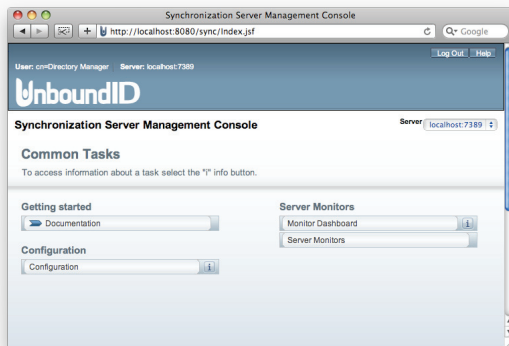 Synchronization Server Management Console
http://localhost:8080/sync/Index.jsf
Google
Log Out Help
User: cn=Directory Manager Server: localhost:7389
UnboundID
Synchronization Server Management Console
Server localhost:7389
Common Tasks
To access information about a task select the "i" info button.
Getting started
Documentation
Configuration
Configuration i
Server Monitors
Monitor Dashboard i
Server Monitors